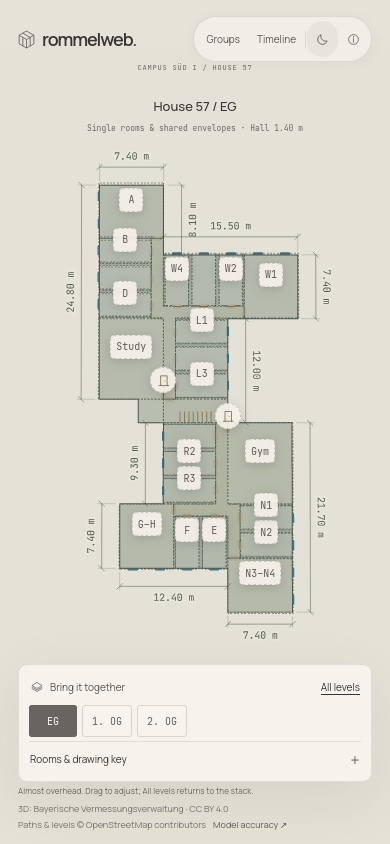 rommelweb.
Groups Timeline
CAMPUS SÜD I / HOUSE 57
House 57 / EG
Single rooms & shared envelopes · Hall 1.40 m
7.40 m
A
8.10 m
15.50 m
B
W4 W2 W1
7.40 m
24.80 m
D
L1
Study
12.00 m
L3
R2
Gym
9.30 m
R3
N1
21.70 m
G–H
F E
N2
7.40 m
N3–N4
12.40 m
7.40 m
Bring it together All levels
EG 1. OG 2. OG
Rooms & drawing key +
Almost overhead. Drag to adjust; All levels returns to the stack.
3D: Bayerische Vermessungsverwaltung · CC BY 4.0
Paths & levels © OpenStreetMap contributors Model accuracy ↗